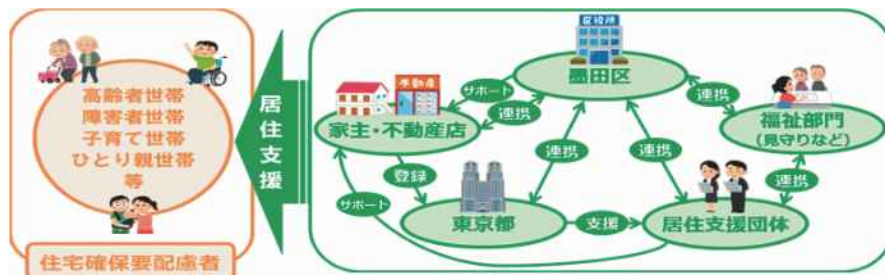 高齢者世帯
障害者世帯
子育て世帯
ひとり親世帯
等
住宅確保要配慮者
居住支援
区役所
墨田区
サポート
連携
不動産
家主・不動産店
連携
福祉部門
(見守りなど)
登録
連携
連携
連携
サポート
東京都
支援
居住支援団体